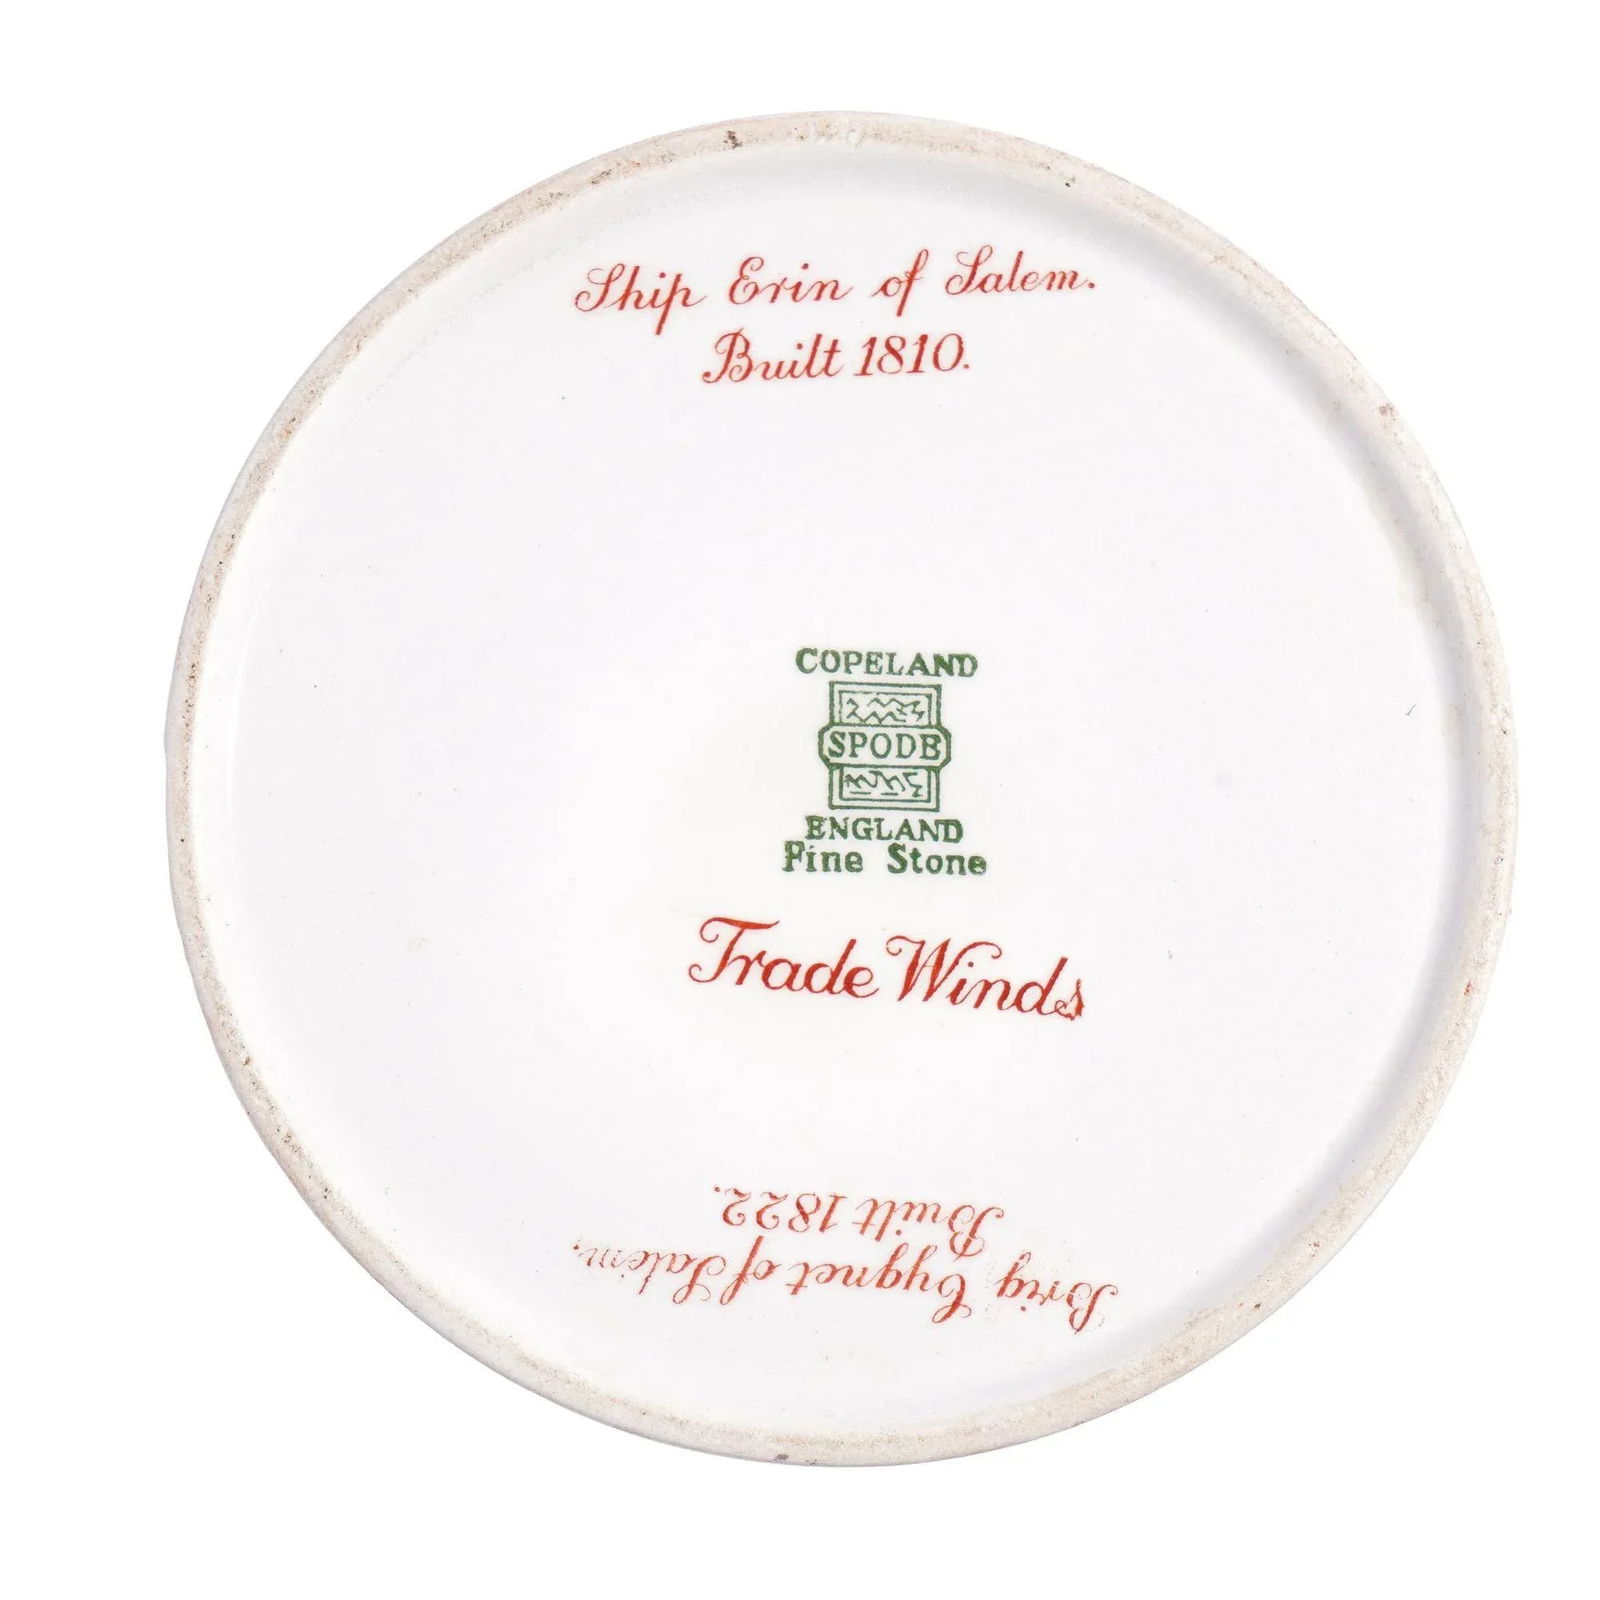 Ship Erin of Salem.
Built 1810.
COPELAND
SPODE
ENGLAND
Fine Stone
Trade Winds
Brig Cygnet of Salem.
Built 1822.